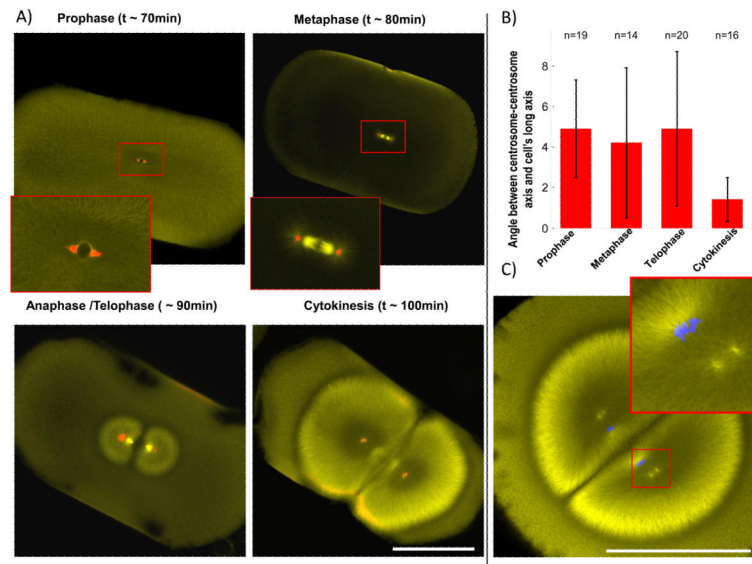 A)
Prophase (t ~ 70min)
Metaphase (t ~ 80min)
Anaphase /Telophase ( ~ 90min)
Cytokinesis (t ~ 100min)
B)
n=19 n=14 n=20 n=16
Angle between centrosome-centrosome
axis and cell's long axis
8
6
4
2
0
Prophase
Metaphase
Telophase
Cytokinesis
C)